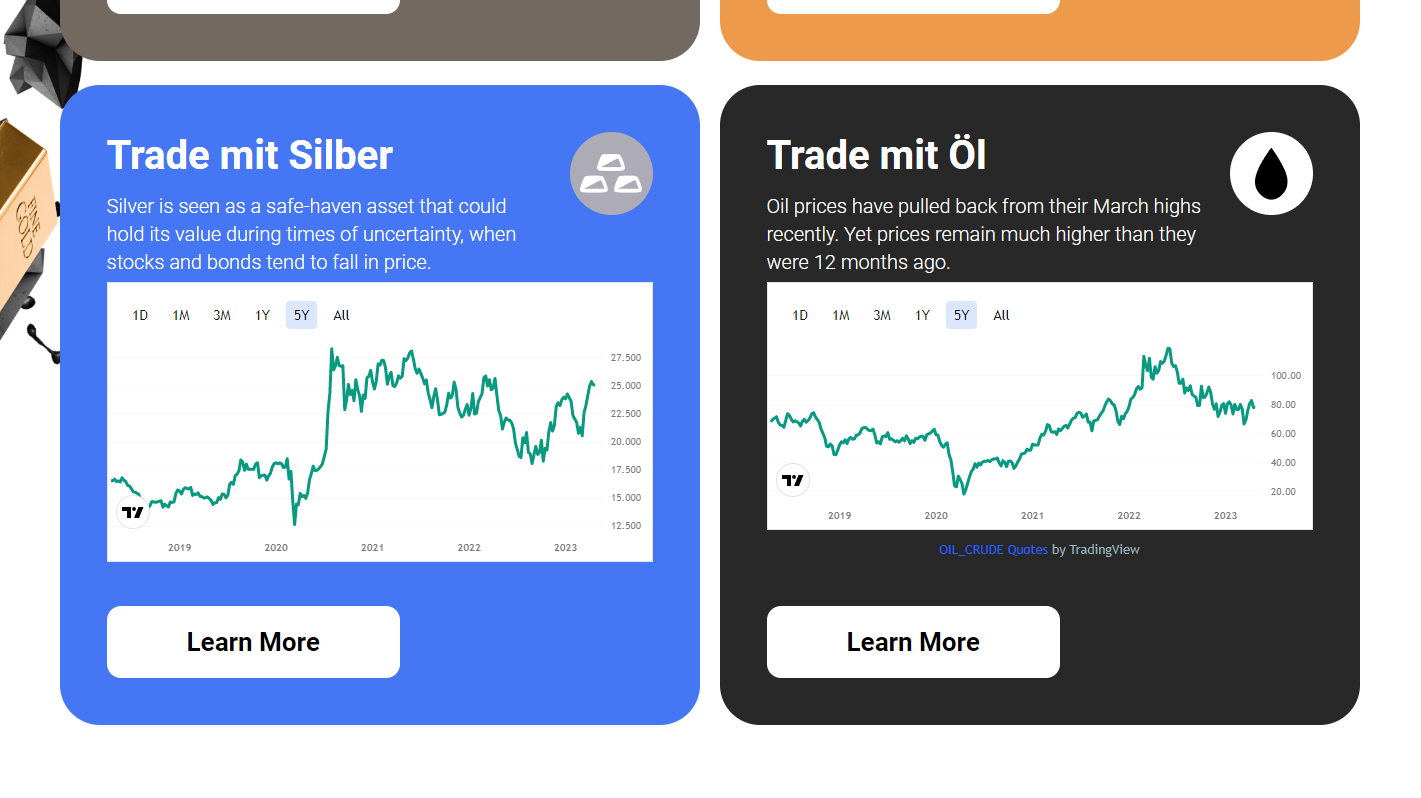 FINE
GOLD
Trade mit Silber
Silver is seen as a safe-haven asset that could
hold its value during times of uncertainty, when
stocks and bonds tend to fall in price.
1D 1M 3M 1Y 5Y All
27.500
25.000
22.500
20.000
17.500
15.000
12.500
2019 2020 2021 2022 2023
Learn More
Trade mit Öl
Oil prices have pulled back from their March highs
recently. Yet prices remain much higher than they
were 12 months ago.
1D 1M 3M 1Y 5Y All
100.00
80.00
60.00
40.00
20.00
2019 2020 2021 2022 2023
OIL_CRUDE Quotes by TradingView
Learn More